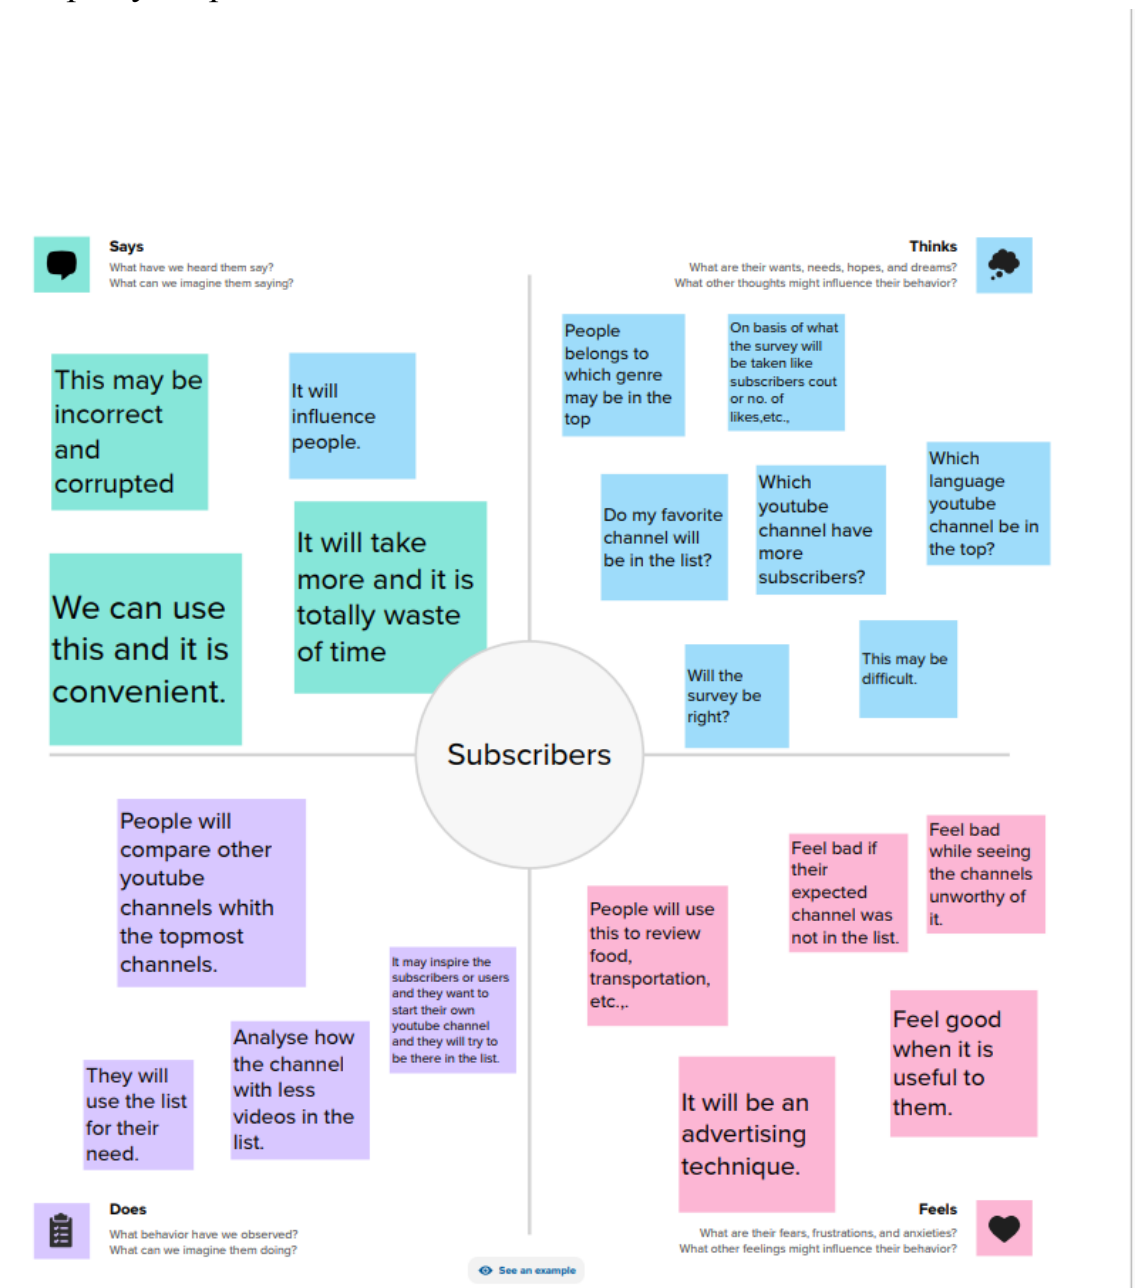 Says
What have we heard them say?
What can we imagine them saying?
Thinks
What are their wants, needs, hopes, and dreams?
What other thoughts might influence their behavior?
This may be
incorrect
and
corrupted
It will
influence
people.
We can use
this and it is
convenient.
It will take
more and it is
totally waste
of time
People
belongs to
which genre
may be in the
top
On basis of what
the survey will
be taken like
subscribers cout
or no. of
likes,etc.,
Do my favorite
channel will
be in the list?
Which
youtube
channel have
more
subscribers?
Which
language
youtube
channel be in
the top?
Will the
survey be
right?
This may be
difficult.
Subscribers
People will
compare other
youtube
channels whith
the topmost
channels.
It may inspire the
subscribers or users
and they want to
start their own
youtube channel
and they will try to
be there in the list.
Analyse how
the channel
with less
videos in the
list.
They will
use the list
for their
need.
People will use
this to review
food,
transportation,
etc.,.
Feel bad if
their
expected
channel was
not in the list.
Feel bad
while seeing
the channels
unworthy of
it.
It will be an
advertising
technique.
Feel good
when it is
useful to
them.
Does
What behavior have we observed?
What can we imagine them doing?
Feels
What are their fears, frustrations, and anxieties?
What other feelings might influence their behavior?
See an example